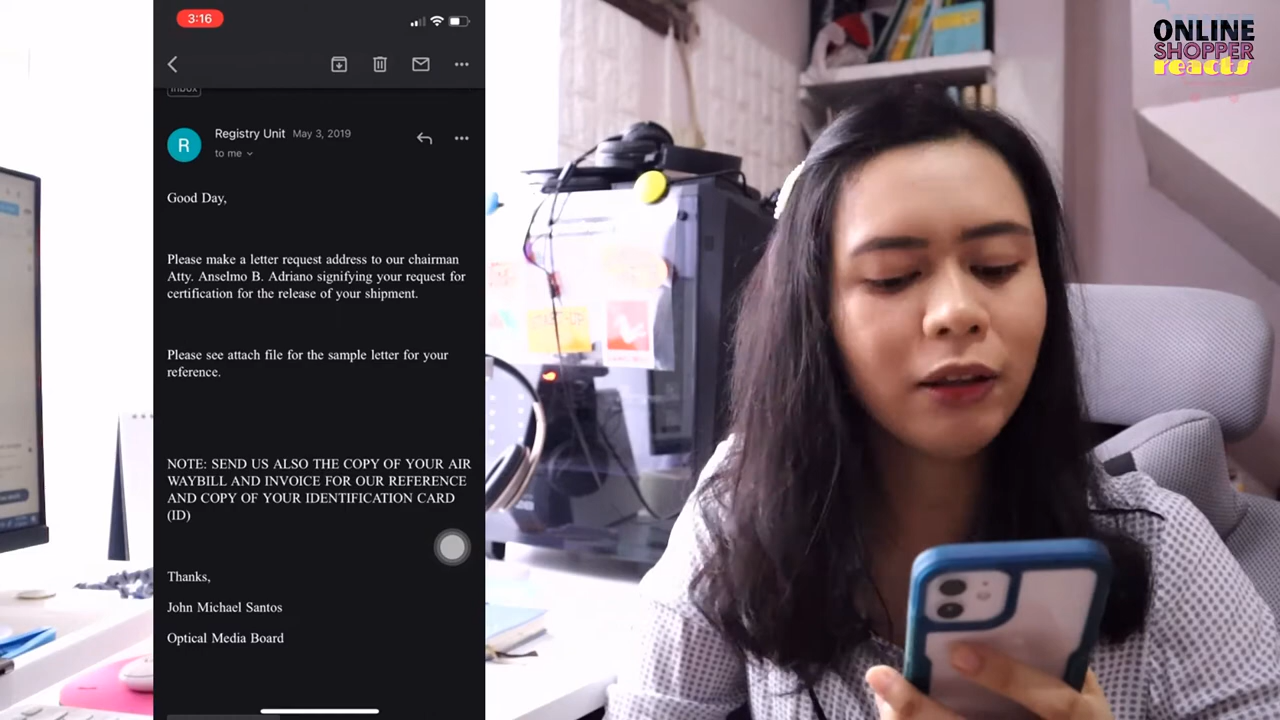 3:16
Inbox
Registry Unit May 3, 2019
to me
R
Good Day,
Please make a letter request address to our chairman
Atty. Anselmo B. Adriano signifying your request for
certification for the release of your shipment.
Please see attach file for the sample letter for your
reference.
NOTE: SEND US ALSO THE COPY OF YOUR AIR
WAYBILL AND INVOICE FOR OUR REFERENCE
AND COPY OF YOUR IDENTIFICATION CARD
(ID)
Thanks,
John Michael Santos
Optical Media Board
ONLINE
SHOPPER
reacts